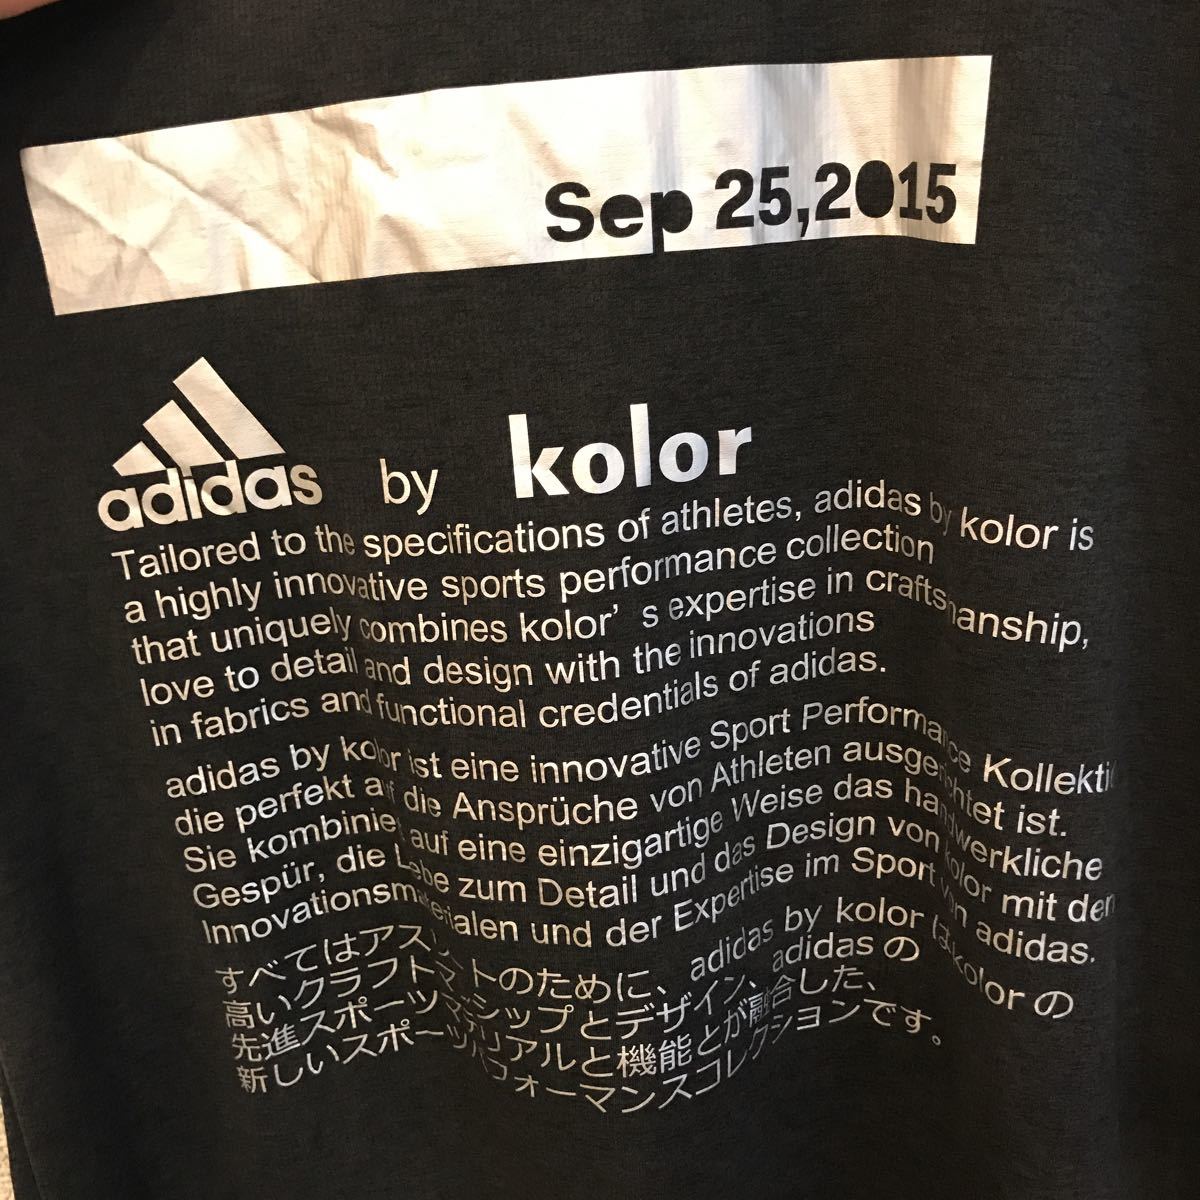 Sep 25,2015
adidas by kolor
Tailored to the specifications of athletes, adidas by kolor is
a highly innovative sports performance collection
that uniquely combines kolor's expertise in craftsmanship,
love to detail and design with the innovations
in fabrics and functional credentials of adidas.
adidas by kolor ist eine innovative Sport Performance Kollekti
die perfekt auf die Ansprüche von Athleten ausgerichtet ist.
Sie kombiniert auf eine einzigartige Weise das handwerkliche
Gespür, die Liebe zum Detail und das Design von kolor mit den
Innovationsmaterialen und der Expertise im Sport von adidas.
すべてはアスリートのために、adidas by kolor は、kolor の
高いクラフトマンシップとデザイン、adidas の
先進スポーツマテリアルと機能とが融合した、
新しいスポーツパフォーマンスコレクションです。